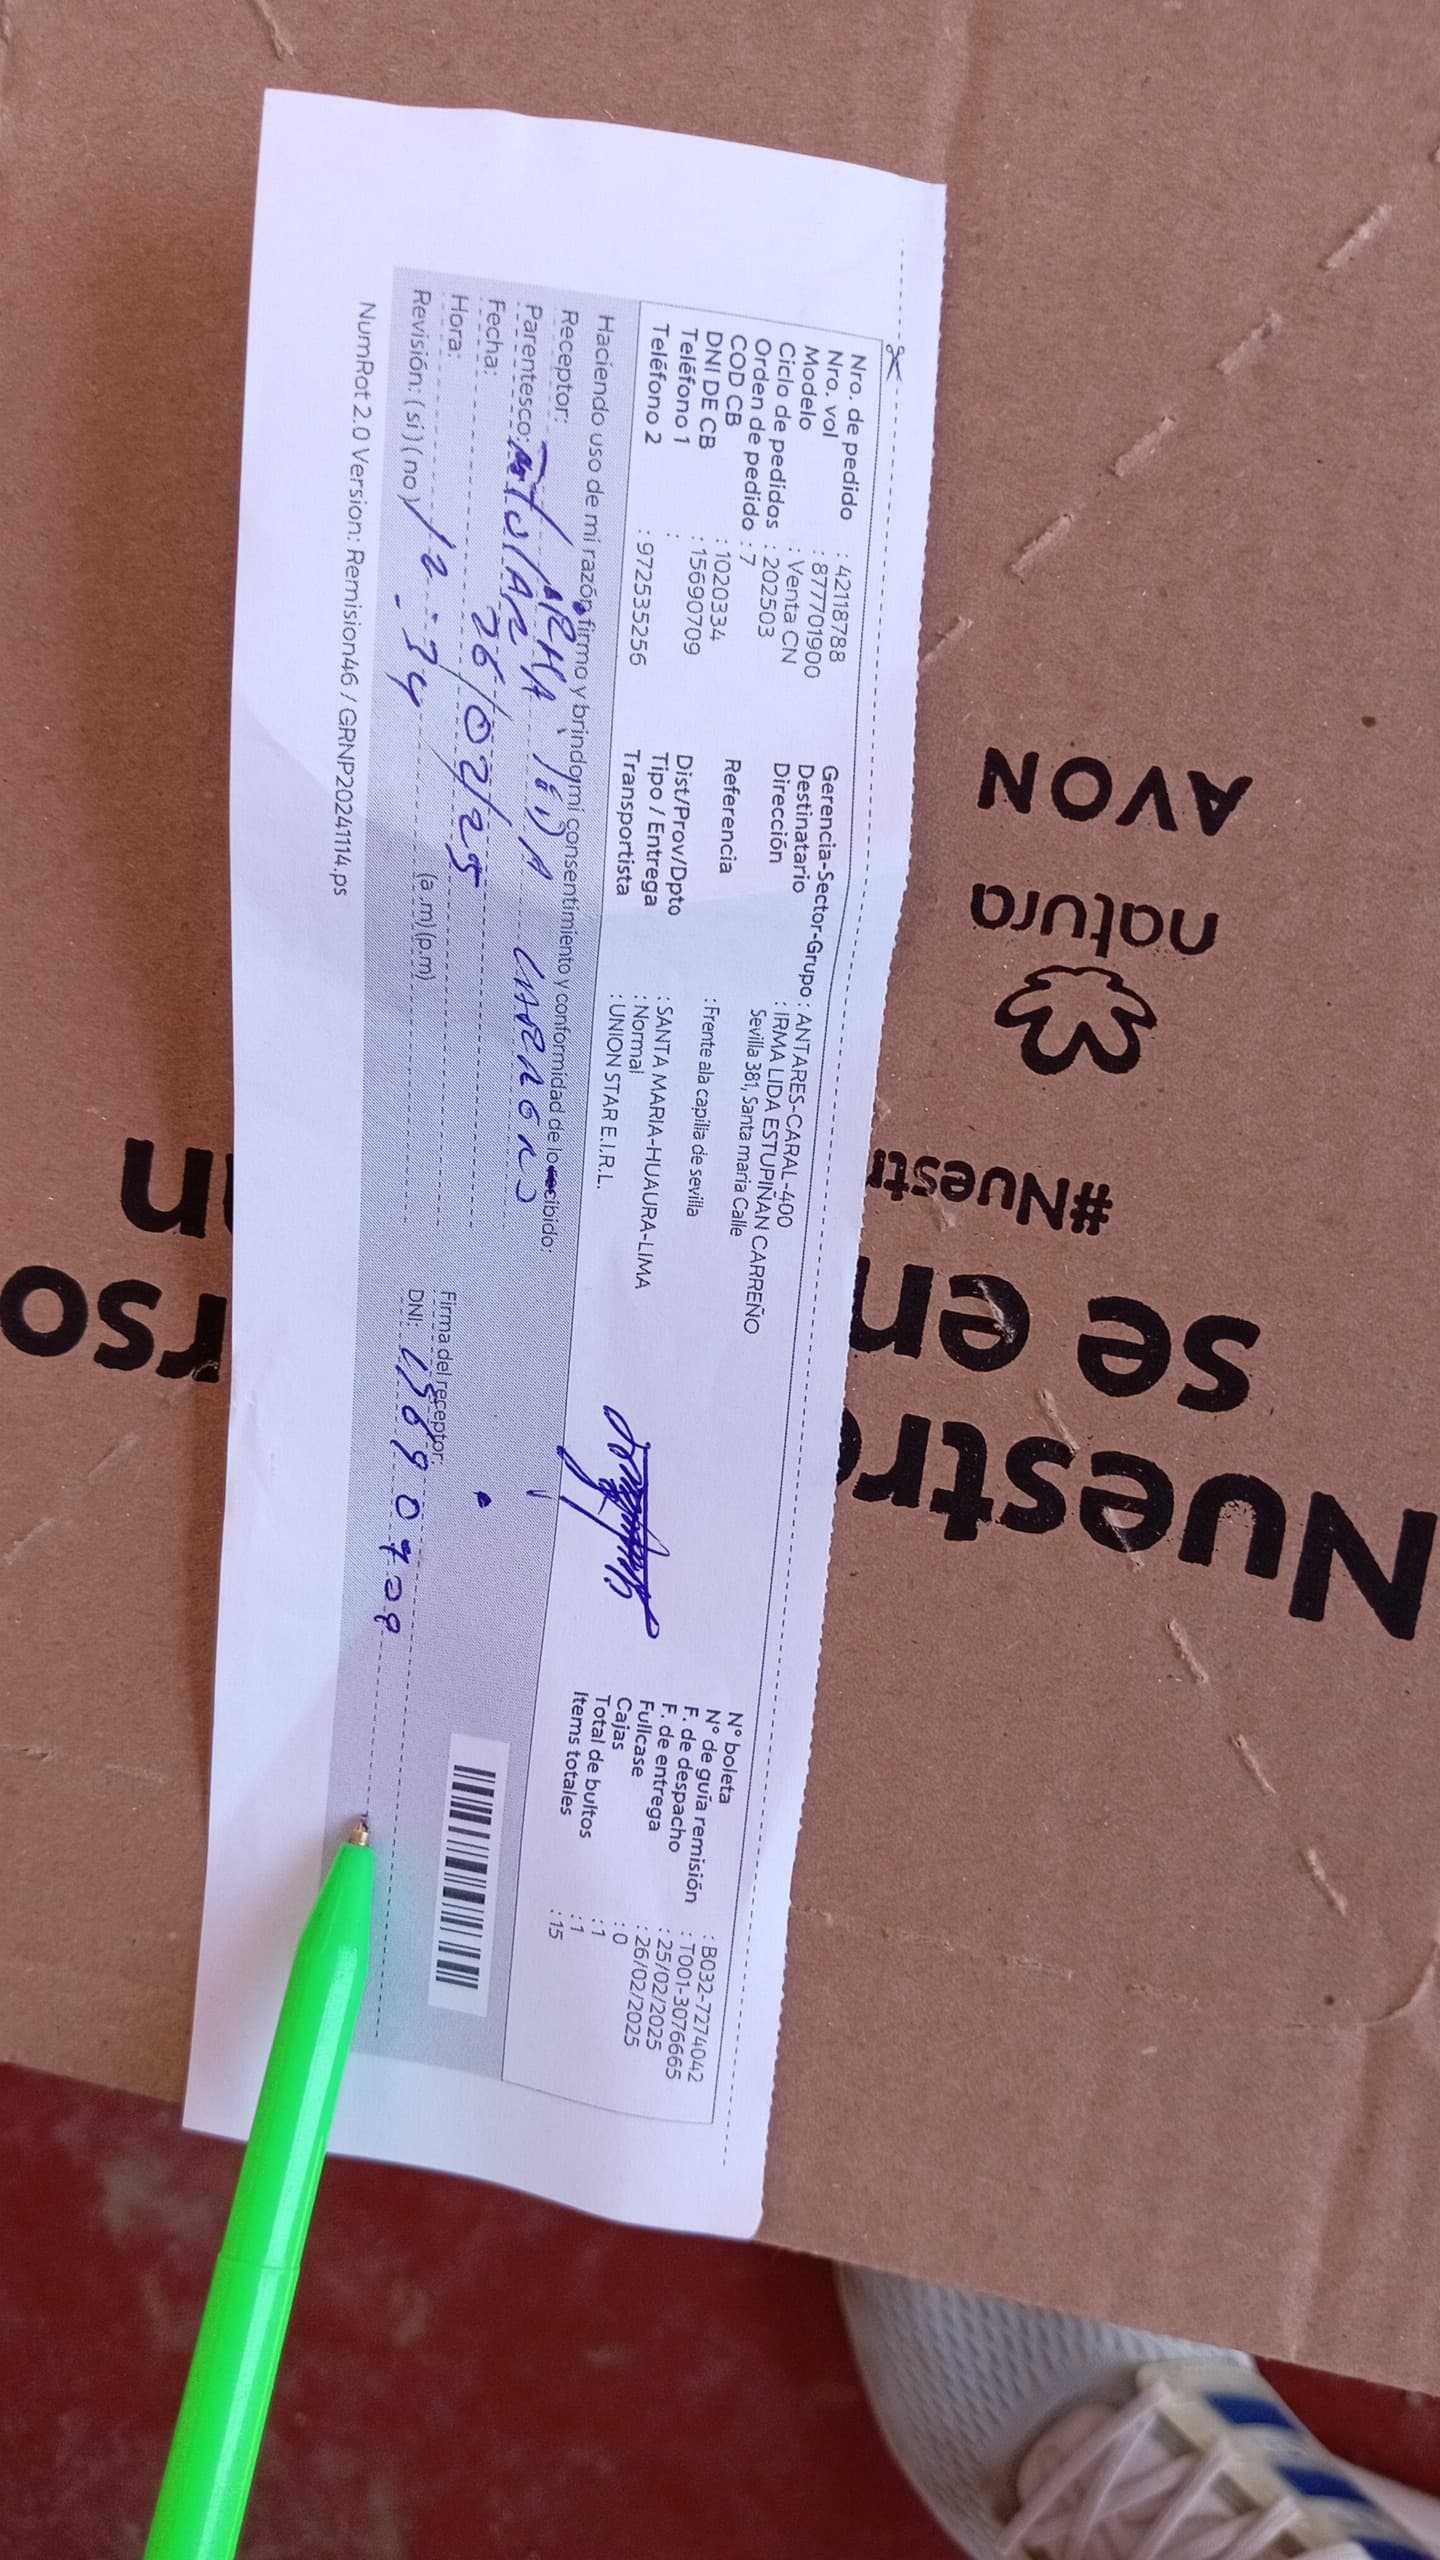 Nro. de pedido : 42118788
Nro. vol : 877701900
Modelo : Venta CN
Ciclo de pedidos : 202503
Orden de pedido : 7
COD CB : 1020334
DNI DE CB : 15690709
Teléfono 1 :
Teléfono 2 : 972535256
Gerencia-Sector-Grupo : ANTARES-CARAL-400
Destinatario : IRMA LIDA ESTUPIÑAN CARREÑO
Dirección Sevilla 381, Santa maria Calle
Referencia : Frente ala capilla de sevilla
Dist/Prov/Dpto : SANTA MARIA-HUAURA-LIMA
Tipo / Entrega : Normal
Transportista : UNION STAR E.I.R.L.
N° boleta : B032-7274042
N° de guía remisión : T001-3076665
F. de despacho : 25/02/2025
F. de entrega : 26/02/2025
Fullcase : 0
Cajas : 1
Total de bultos : 1
Items totales : 15
Haciendo uso de mi razón firmo y brindo mi consentimiento y conformidad de lo recibido:
Receptor:
Parentesco:
Fecha: 26/02/25
Hora: 12:34 (a.m)(p.m)
Revisión: (si)(no)
Firma del receptor:
DNI: 15690709
NumRot 2.0 Version: Remision46 / GRNP20241114.ps
AVON
natura
#Nuestr
Nuestro
se en
rso